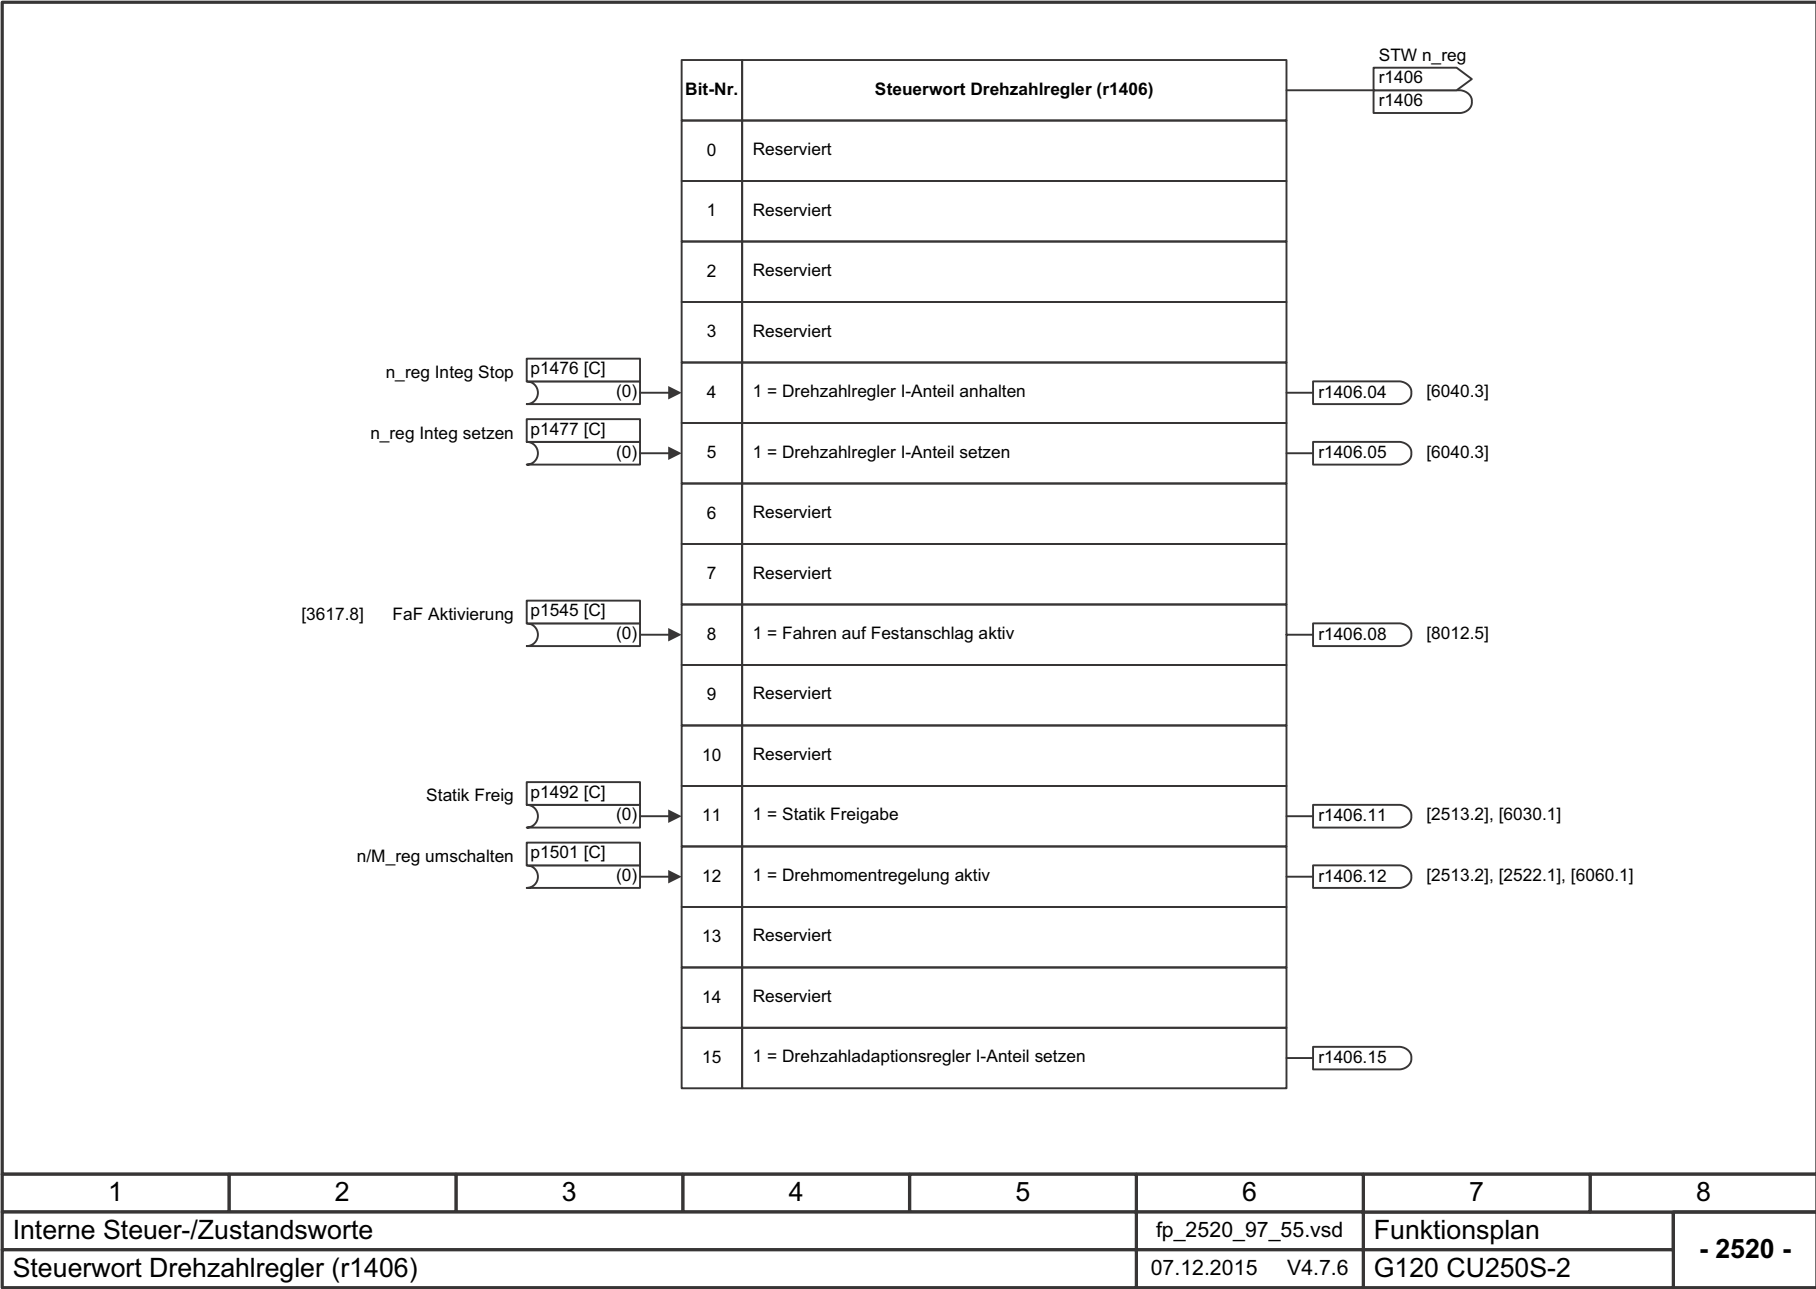 STW n_reg
r1406
r1406
Bit-Nr. Steuerwort Drehzahlregler (r1406)
0 Reserviert
1 Reserviert
2 Reserviert
3 Reserviert
n_reg Integ Stop p1476 [C]
(0) 4 1 = Drehzahlregler I-Anteil anhalten r1406.04 [6040.3]
n_reg Integ setzen p1477 [C]
(0) 5 1 = Drehzahlregler I-Anteil setzen r1406.05 [6040.3]
6 Reserviert
7 Reserviert
[3617.8] FaF Aktivierung p1545 [C]
(0) 8 1 = Fahren auf Festanschlag aktiv r1406.08 [8012.5]
9 Reserviert
10 Reserviert
Statik Freig p1492 [C]
(0) 11 1 = Statik Freigabe r1406.11 [2513.2], [6030.1]
n/M_reg umschalten p1501 [C]
(0) 12 1 = Drehmomentregelung aktiv r1406.12 [2513.2], [2522.1], [6060.1]
13 Reserviert
14 Reserviert
15 1 = Drehzahladaptionsregler I-Anteil setzen r1406.15
1 2 3 4 5 6 7 8
Interne Steuer-/Zustandsworte fp_2520_97_55.vsd Funktionsplan
- 2520 -
Steuerwort Drehzahlregler (r1406) 07.12.2015 V4.7.6 G120 CU250S-2